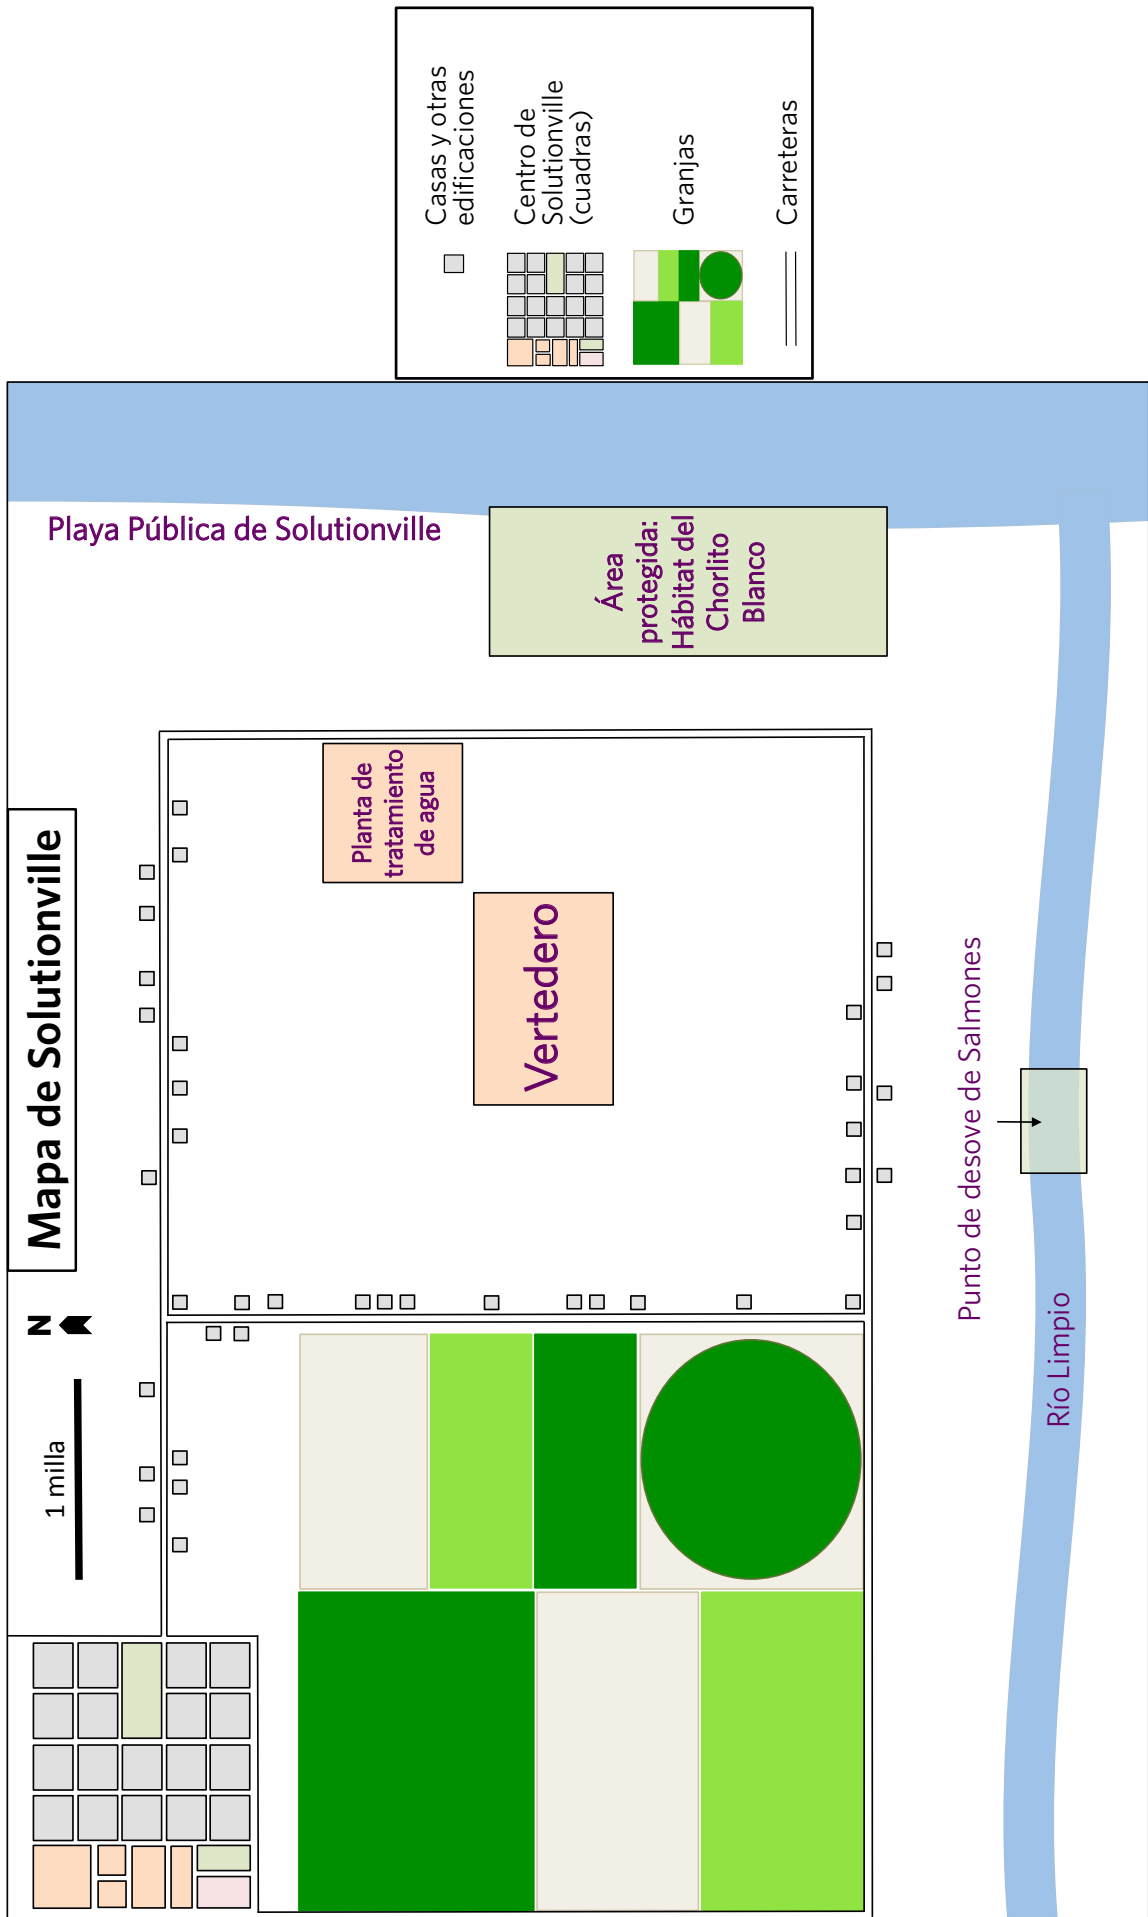 Mapa de Solutionville
N
1 milla
Playa Pública de Solutionville
Área
protegida:
Hábitat del
Chorlito
Blanco
Planta de
tratamiento
de agua
Vertedero
Punto de desove de Salmones
Río Limpio
Casas y otras
edificaciones
Centro de
Solutionville
(cuadras)
Granjas
Carreteras